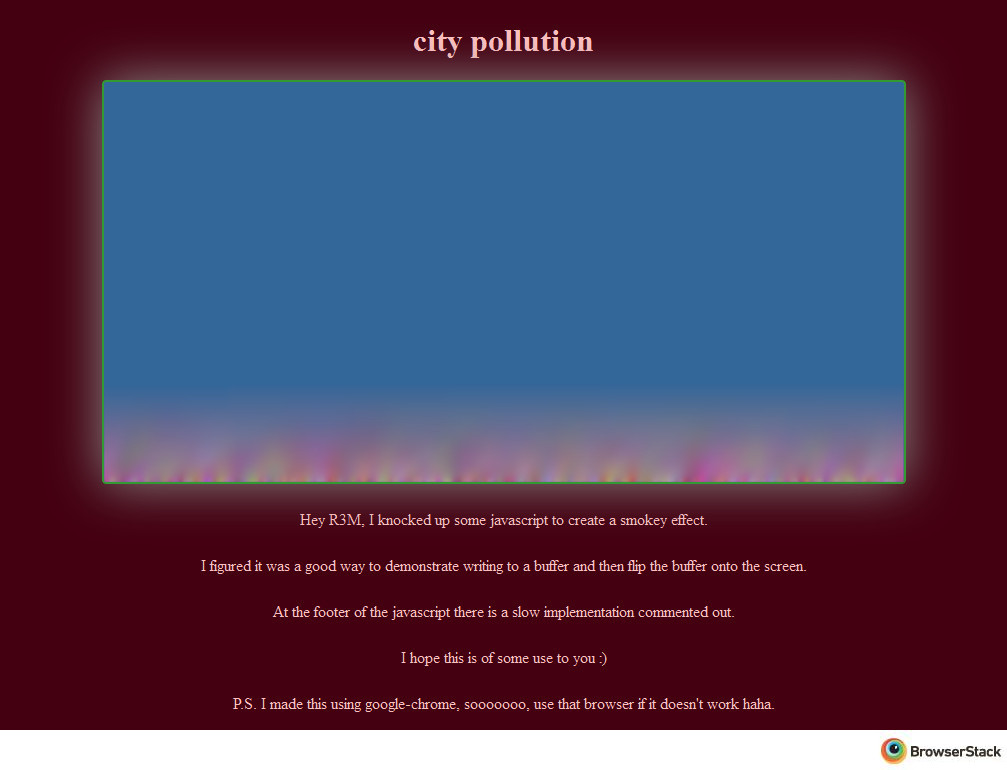 city pollution
Hey R3M, I knocked up some javascript to create a smokey effect.
I figured it was a good way to demonstrate writing to a buffer and then flip the buffer onto the screen.
At the footer of the javascript there is a slow implementation commented out.
I hope this is of some use to you :)
P.S. I made this using google-chrome, sooooooo, use that browser if it doesn't work haha.
BrowserStack